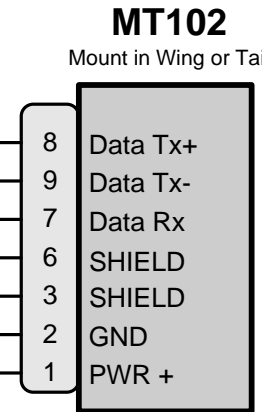 MT102
Mount in Wing or Tai
8 Data Tx+
9 Data Tx-
7 Data Rx
6 SHIELD
3 SHIELD
2 GND
1 PWR +